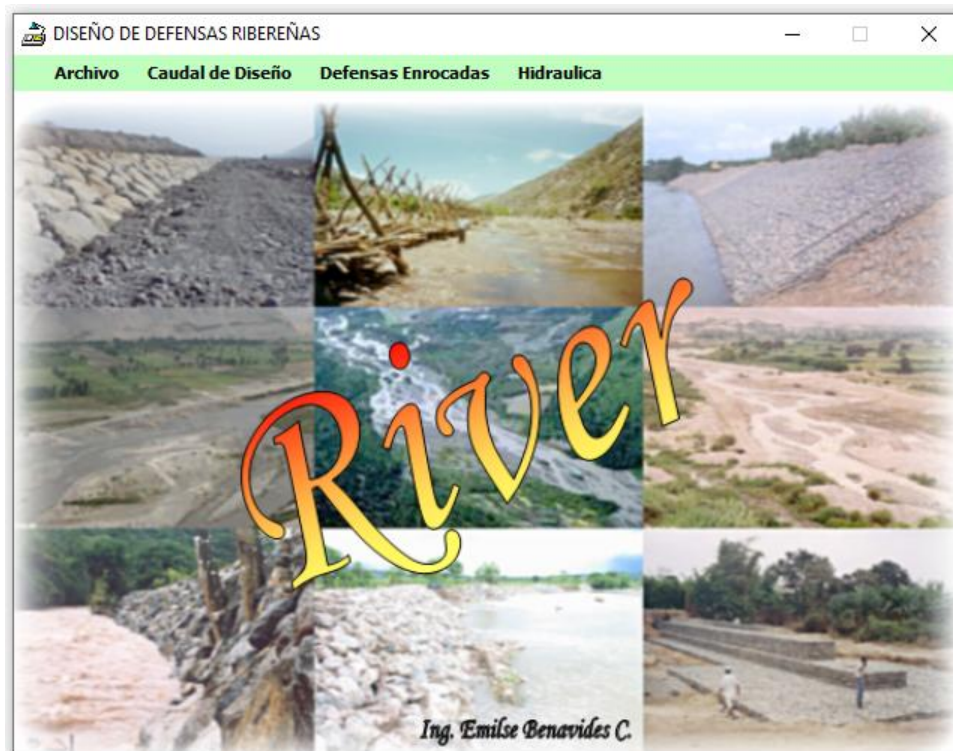 DISEÑO DE DEFENSAS RIBEREÑAS
Archivo Caudal de Diseño Defensas Enrocadas Hidraulica
River
Ing. Emilse Benavides C.